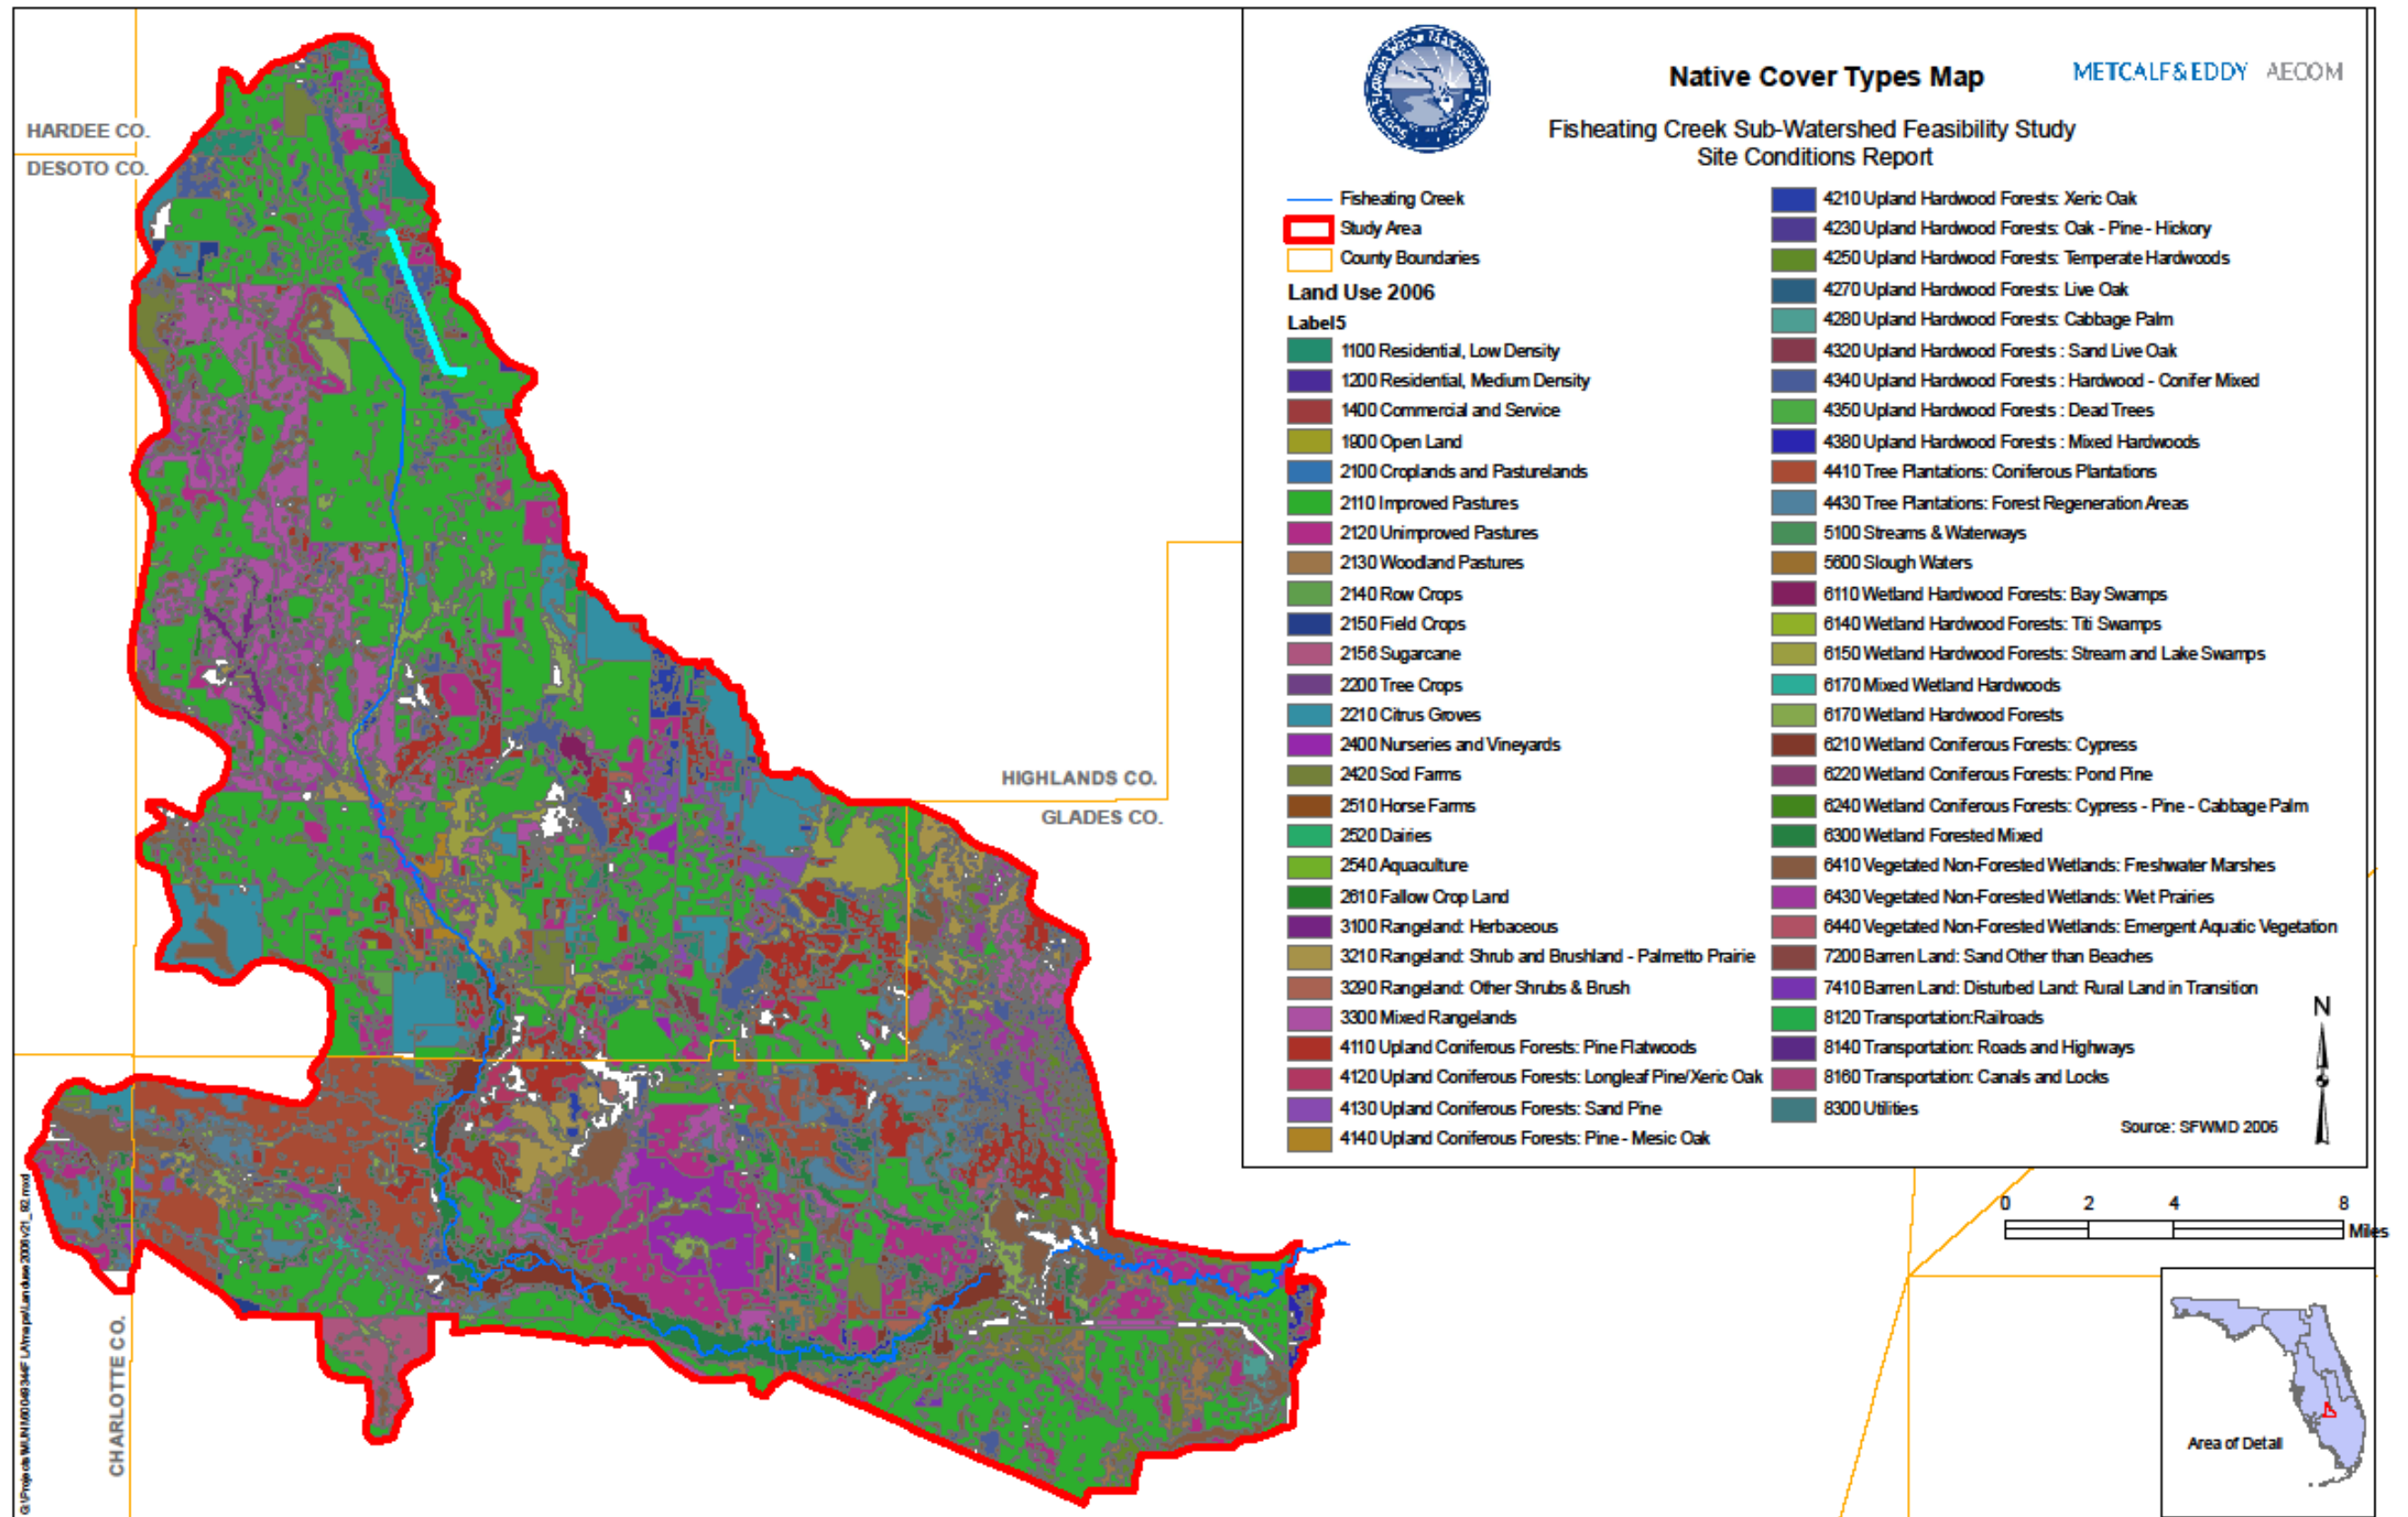 HARDEE CO.
DESOTO CO.
HIGHLANDS CO.
GLADES CO.
CHARLOTTE CO.
Native Cover Types Map
METCALF&EDDY AECOM
Fisheating Creek Sub-Watershed Feasibility Study
Site Conditions Report
Fisheating Creek
Study Area
County Boundaries
Land Use 2006
Label5
1100 Residential, Low Density
1200 Residential, Medium Density
1400 Commercial and Service
1900 Open Land
2100 Croplands and Pasturelands
2110 Improved Pastures
2120 Unimproved Pastures
2130 Woodland Pastures
2140 Row Crops
2150 Field Crops
2156 Sugarcane
2200 Tree Crops
2210 Citrus Groves
2400 Nurseries and Vineyards
2420 Sod Farms
2510 Horse Farms
2520 Dairies
2540 Aquaculture
2610 Fallow Crop Land
3100 Rangeland: Herbaceous
3210 Rangeland: Shrub and Brushland - Palmetto Prairie
3290 Rangeland: Other Shrubs & Brush
3300 Mixed Rangelands
4110 Upland Coniferous Forests: Pine Flatwoods
4120 Upland Coniferous Forests: Longleaf Pine/Xeric Oak
4130 Upland Coniferous Forests: Sand Pine
4140 Upland Coniferous Forests: Pine - Mesic Oak
4210 Upland Hardwood Forests: Xeric Oak
4230 Upland Hardwood Forests: Oak - Pine - Hickory
4250 Upland Hardwood Forests: Temperate Hardwoods
4270 Upland Hardwood Forests: Live Oak
4280 Upland Hardwood Forests: Cabbage Palm
4320 Upland Hardwood Forests : Sand Live Oak
4340 Upland Hardwood Forests : Hardwood - Conifer Mixed
4350 Upland Hardwood Forests : Dead Trees
4380 Upland Hardwood Forests : Mixed Hardwoods
4410 Tree Plantations: Coniferous Plantations
4430 Tree Plantations: Forest Regeneration Areas
5100 Streams & Waterways
5600 Slough Waters
6110 Wetland Hardwood Forests: Bay Swamps
6140 Wetland Hardwood Forests: Titi Swamps
6150 Wetland Hardwood Forests: Stream and Lake Swamps
6170 Mixed Wetland Hardwoods
6170 Wetland Hardwood Forests
6210 Wetland Coniferous Forests: Cypress
6220 Wetland Coniferous Forests: Pond Pine
6240 Wetland Coniferous Forests: Cypress - Pine - Cabbage Palm
6300 Wetland Forested Mixed
6410 Vegetated Non-Forested Wetlands: Freshwater Marshes
6430 Vegetated Non-Forested Wetlands: Wet Prairies
6440 Vegetated Non-Forested Wetlands: Emergent Aquatic Vegetation
7200 Barren Land: Sand Other than Beaches
7410 Barren Land: Disturbed Land: Rural Land in Transition
8120 Transportation:Railroads
8140 Transportation: Roads and Highways
8160 Transportation: Canals and Locks
8300 Utilities
N
Source: SFWMD 2006
0 2 4 8
Miles
Area of Detail